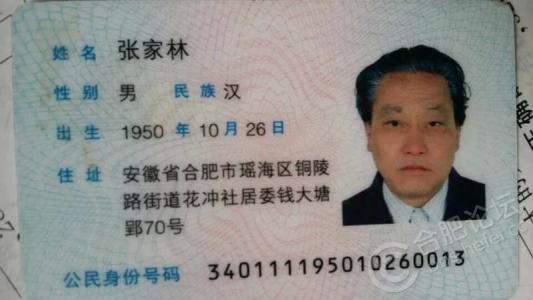 姓名 张家林
性别 男 民族 汉
出生 1950 年 10 月 26 日
住址 安徽省合肥市瑶海区铜陵
路街道花冲社居委钱大塘
郢70号
公民身份号码 340111195010260013
合肥论坛